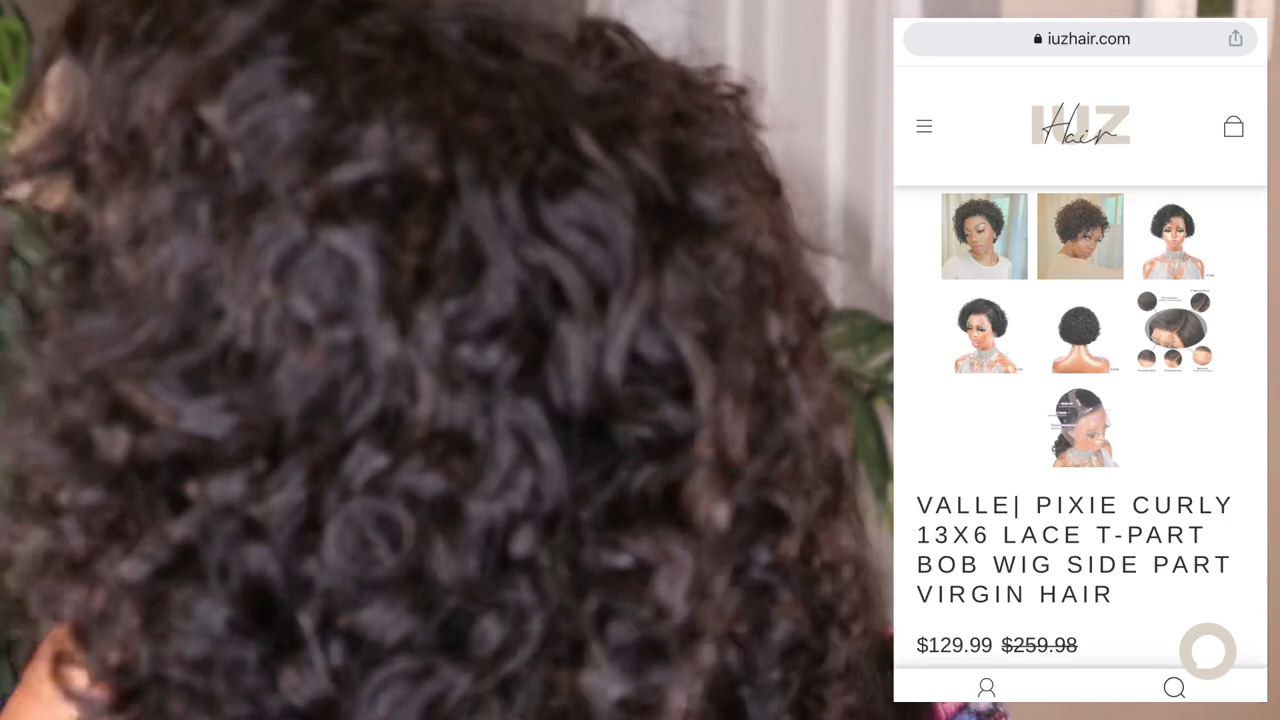 iuzhair.com
IUZ
Hair
VALLE| PIXIE CURLY
13X6 LACE T-PART
BOB WIG SIDE PART
VIRGIN HAIR
$129.99 $259.98